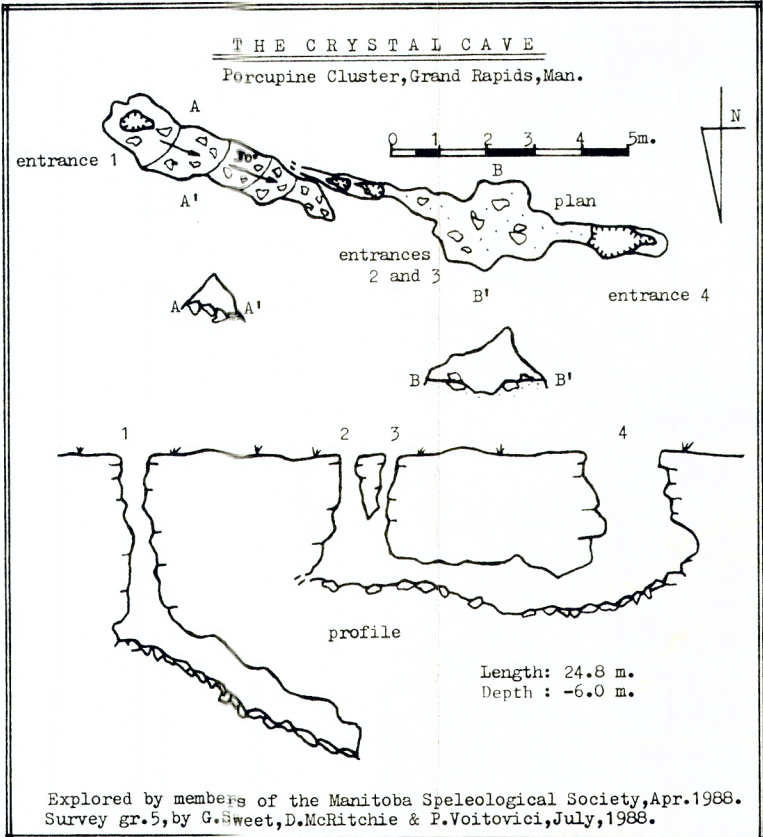 THE CRYSTAL CAVE
Porcupine Cluster,Grand Rapids,Man.
A
N
0 1 2 3 4 5m.
entrance 1
30°
B
A'
plan
entrances
2 and 3
B'
entrance 4
A A'
B B'
1 2 3 4
profile
Length: 24.8 m.
Depth : -6.0 m.
Explored by members of the Manitoba Speleological Society,Apr.1988.
Survey gr.5,by G.Sweet,D.McRitchie & P.Voitovici,July,1988.